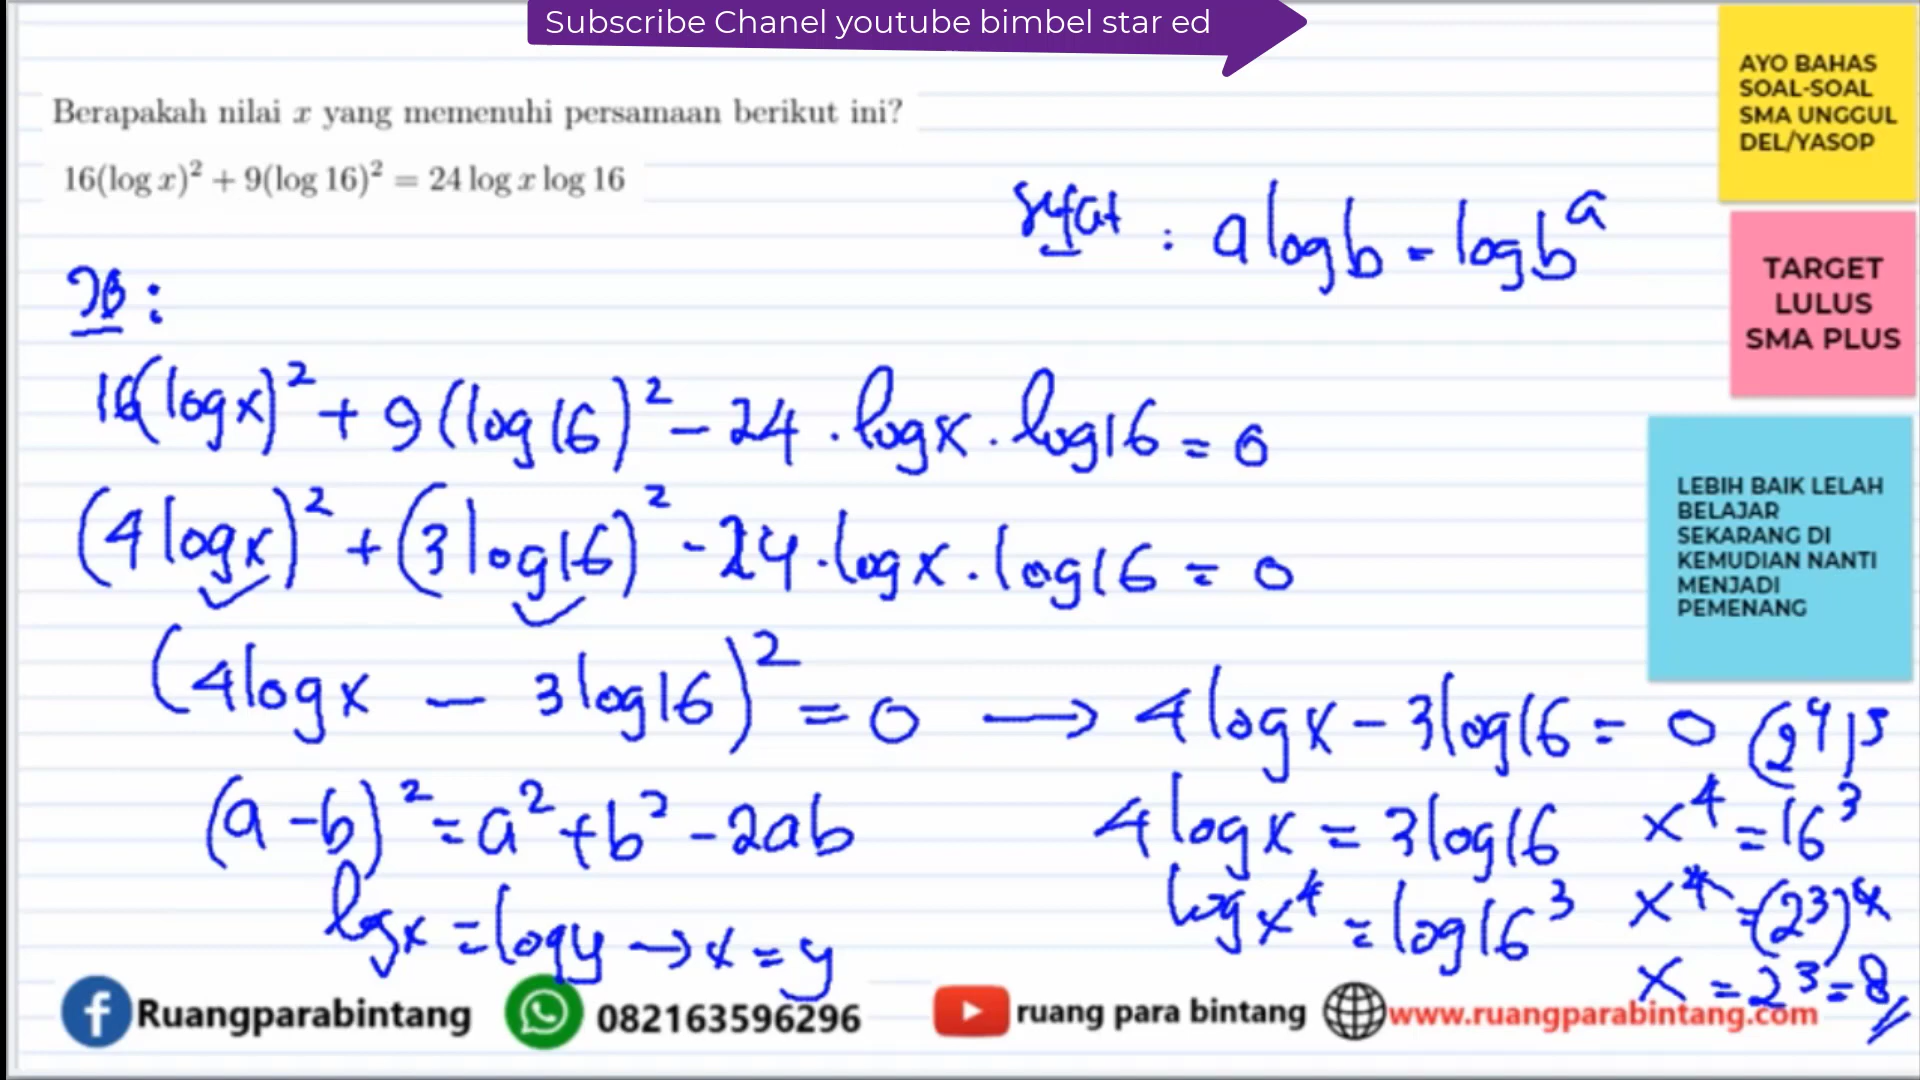 Subscribe Chanel youtube bimbel star ed
Berapakah nilai x yang memenuhi persamaan berikut ini?
16(log x)² + 9(log 16)² = 24 log x log 16
sifat : a log b = log b^a
JB :
16(log x)² + 9(log 16)² - 24 . log x . log 16 = 0
(4 log x)² + (3 log 16)² - 24 . log x . log 16 = 0
(4 log x - 3 log 16)² = 0 → 4 log x - 3 log 16 = 0
(a - b)² = a² + b² - 2ab
log x = log y → x = y
4 log x = 3 log 16
log x⁴ = log 16³
(2⁴)³
x⁴ = 16³
x⁴ = (2³)⁴
x = 2³ = 8
AYO BAHAS
SOAL-SOAL
SMA UNGGUL
DEL/YASOP
TARGET
LULUS
SMA PLUS
LEBIH BAIK LELAH
BELAJAR
SEKARANG DI
KEMUDIAN NANTI
MENJADI
PEMENANG
Ruangparabintang
082163596296
ruang para bintang
www.ruangparabintang.com